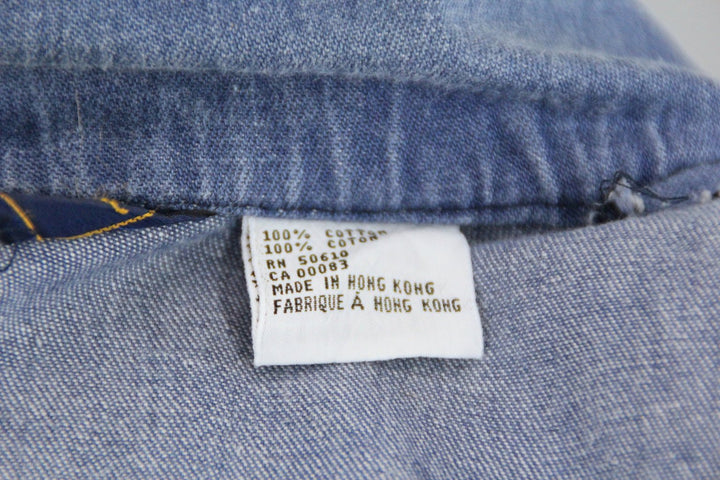 100% COTTON
100% COTON
RN 50610
CA 00083
MADE IN HONG KONG
FABRIQUE À HONG KONG